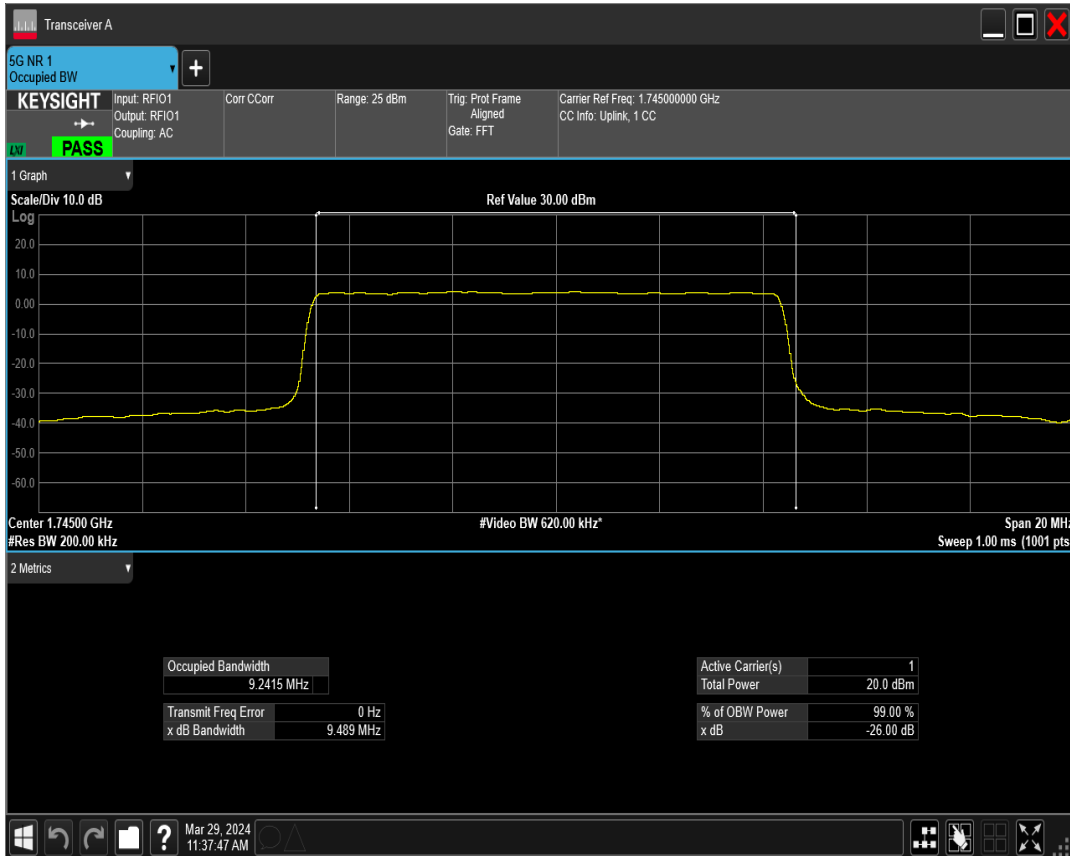 Transceiver A
5G NR 1
Occupied BW
KEYSIGHT
LXI
PASS
Input: RFIO1
Output: RFIO1
Coupling: AC
Corr CCorr
Range: 25 dBm
Trig: Prot Frame
Aligned
Gate: FFT
Carrier Ref Freq: 1.745000000 GHz
CC Info: Uplink, 1 CC
1 Graph
Scale/Div 10.0 dB
Ref Value 30.00 dBm
Log
20.0
10.0
0.00
-10.0
-20.0
-30.0
-40.0
-50.0
-60.0
Center 1.74500 GHz
#Video BW 620.00 kHz*
Span 20 MHz
#Res BW 200.00 kHz
Sweep 1.00 ms (1001 pts
2 Metrics
Occupied Bandwidth
9.2415 MHz
Transmit Freq Error 0 Hz
x dB Bandwidth 9.489 MHz
Active Carrier(s) 1
Total Power 20.0 dBm
% of OBW Power 99.00 %
x dB -26.00 dB
?
Mar 29, 2024
11:37:47 AM